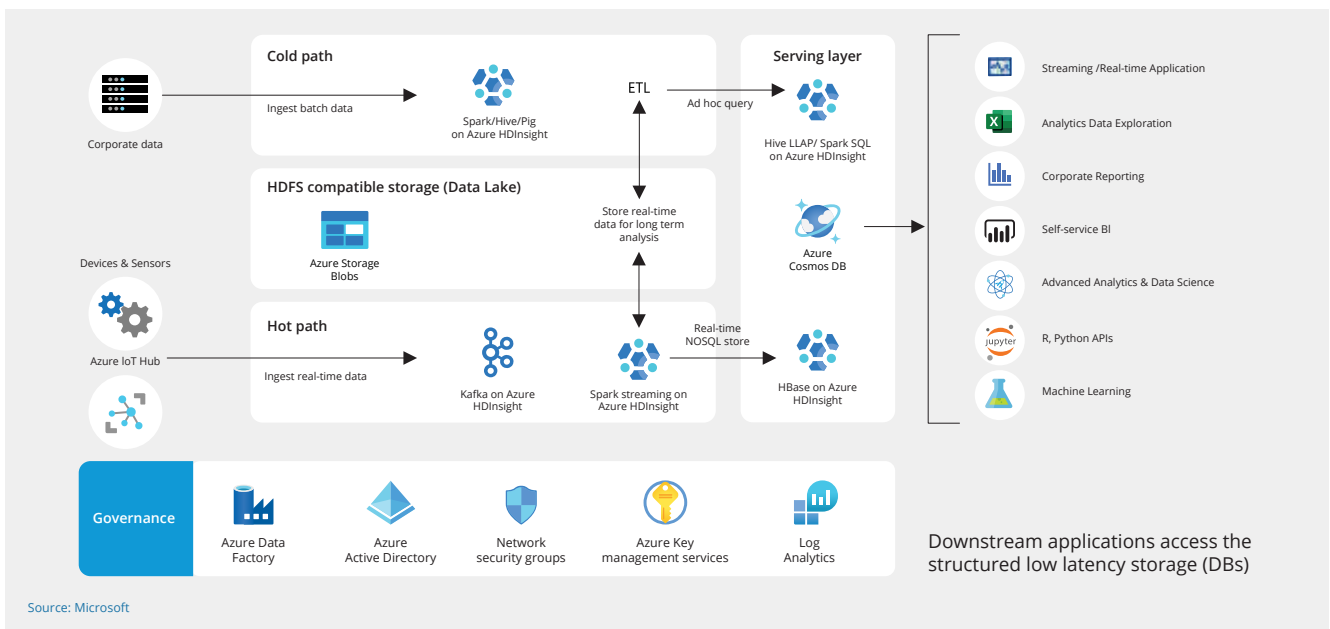 Corporate data
Cold path
Ingest batch data
Spark/Hive/Pig
on Azure HDInsight
ETL
Ad hoc query
HDFS compatible storage (Data Lake)
Azure Storage
Blobs
Store real-time
data for long term
analysis
Devices & Sensors
Azure IoT Hub
Hot path
Ingest real-time data
Kafka on Azure
HDInsight
Spark streaming on
Azure HDInsight
Real-time
NOSQL store
Serving layer
Hive LLAP/ Spark SQL
on Azure HDInsight
Azure
Cosmos DB
HBase on Azure
HDInsight
Streaming /Real-time Application
X
Analytics Data Exploration
Corporate Reporting
Self-service BI
Advanced Analytics & Data Science
jupyter
R, Python APIs
Machine Learning
Governance
Azure Data
Factory
Azure
Active Directory
Network
security groups
Azure Key
management services
Log
Analytics
Downstream applications access the
structured low latency storage (DBs)
Source: Microsoft